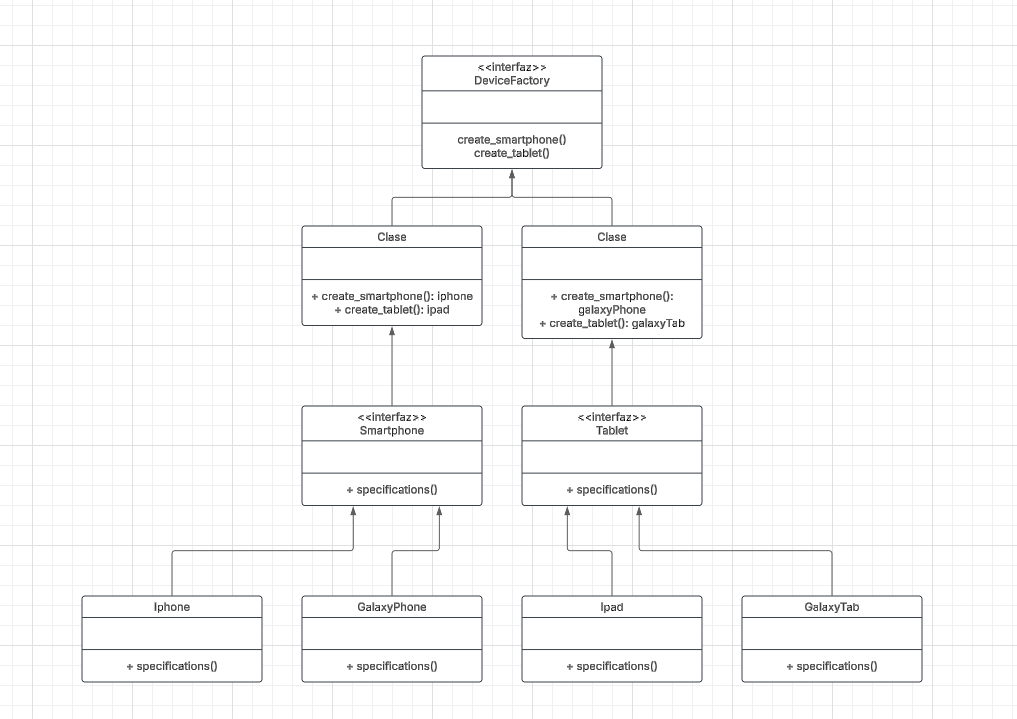 <<interfaz>>
DeviceFactory
create_smartphone()
create_tablet()
Clase
+ create_smartphone(): iphone
+ create_tablet(): ipad
Clase
+ create_smartphone():
galaxyPhone
+ create_tablet(): galaxyTab
<<interfaz>>
Smartphone
+ specifications()
<<interfaz>>
Tablet
+ specifications()
Iphone
+ specifications()
GalaxyPhone
+ specifications()
Ipad
+ specifications()
GalaxyTab
+ specifications()